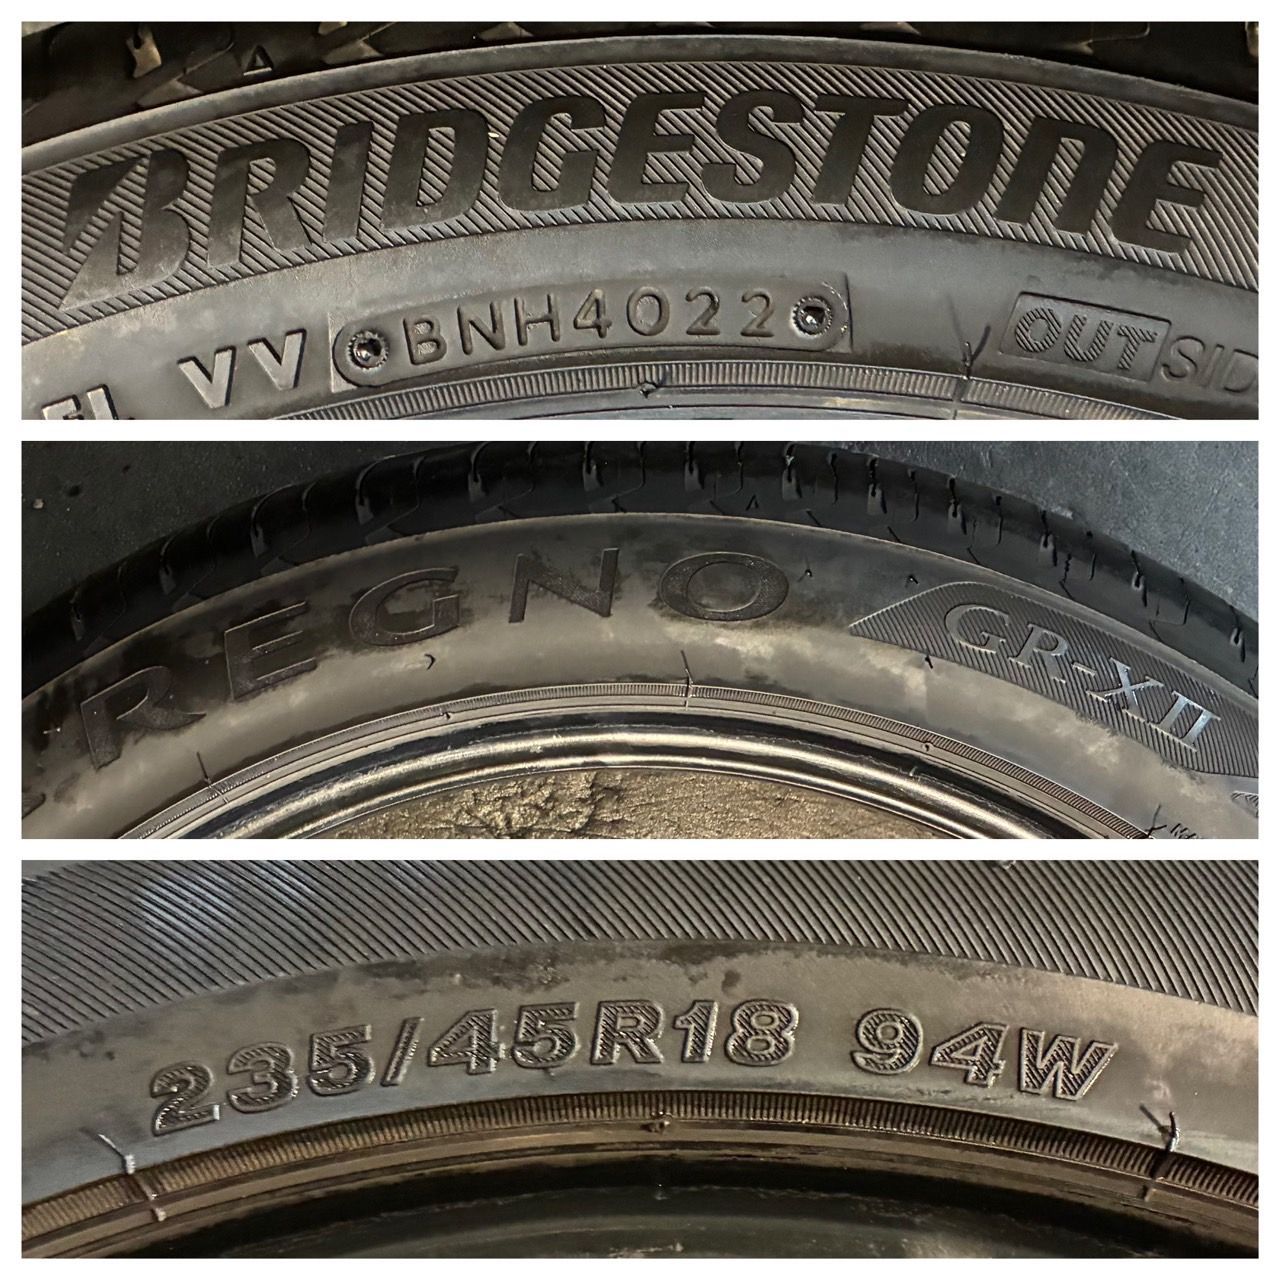 BRIDGESTONE
VV BNH4022 OUTSID
REGNO GR-XII
235/45R18 94W